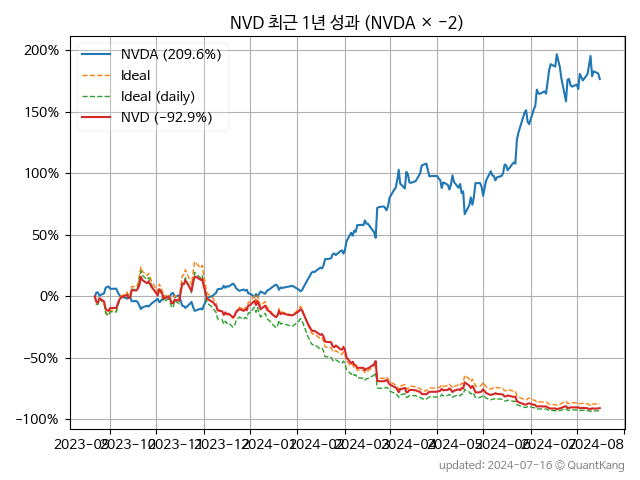 NVD 최근 1년 성과 (NVDA × −2)
NVDA (209.6%)
Ideal
Ideal (daily)
NVD (−92.9%)
200%
150%
100%
50%
0%
−50%
−100%
2023-09 2023-10 2023-11 2023-12 2024-01 2024-02 2024-03 2024-04 2024-05 2024-06 2024-07 2024-08
updated: 2024-07-16 © QuantKang